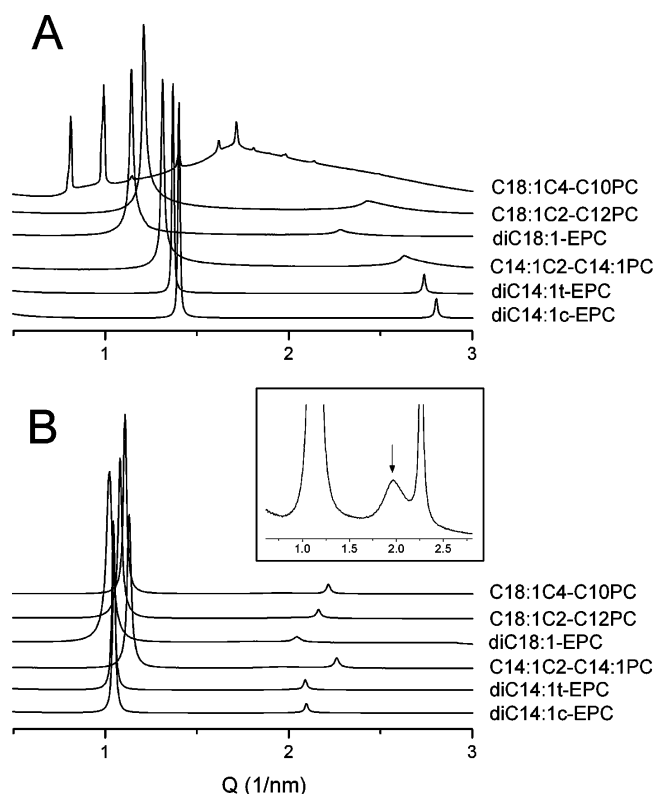 A
C18:1C4-C10PC
C18:1C2-C12PC
diC18:1-EPC
C14:1C2-C14:1PC
diC14:1t-EPC
diC14:1c-EPC
1 2 3
B
1.0 1.5 2.0 2.5
C18:1C4-C10PC
C18:1C2-C12PC
diC18:1-EPC
C14:1C2-C14:1PC
diC14:1t-EPC
diC14:1c-EPC
1 2 3
Q (1/nm)